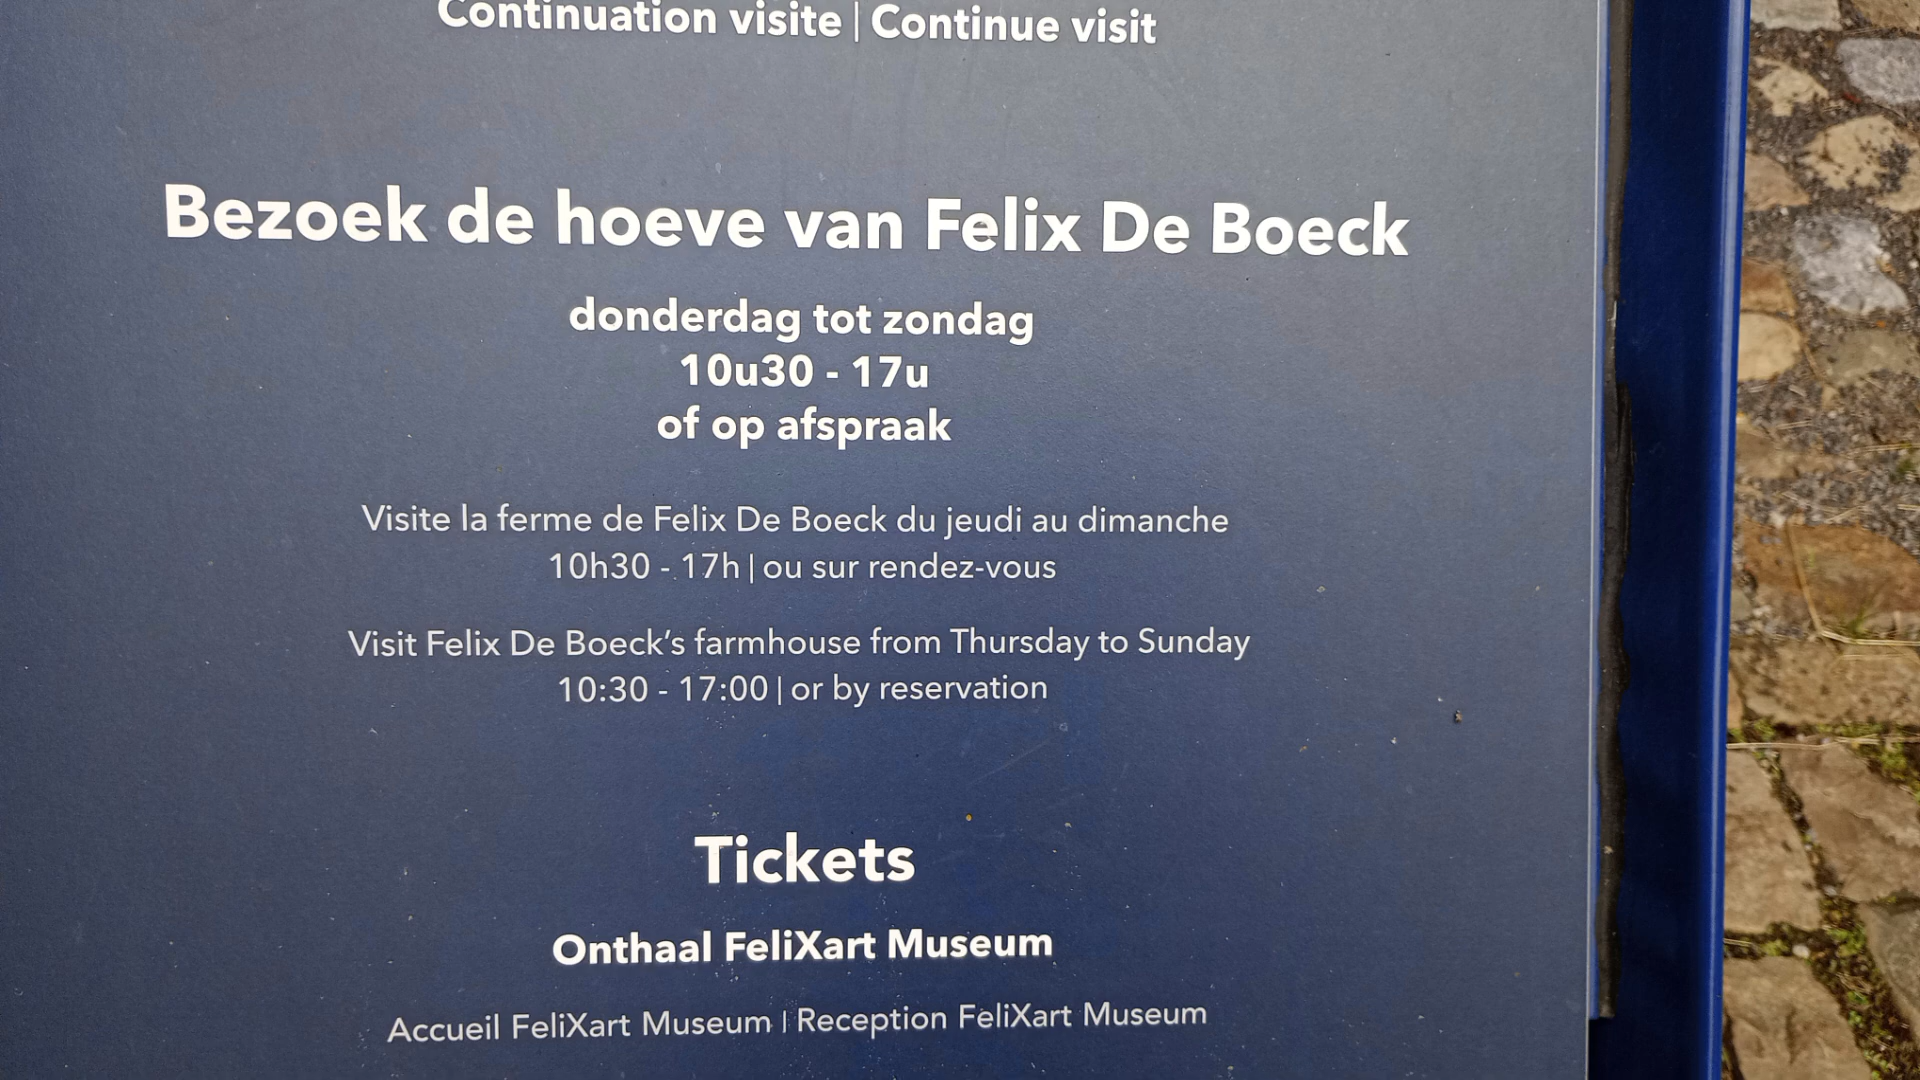 Continuation visite | Continue visit
Bezoek de hoeve van Felix De Boeck
donderdag tot zondag
10u30 - 17u
of op afspraak
Visite la ferme de Felix De Boeck du jeudi au dimanche
10h30 - 17h | ou sur rendez-vous
Visit Felix De Boeck's farmhouse from Thursday to Sunday
10:30 - 17:00 | or by reservation
Tickets
Onthaal FeliXart Museum
Accueil FeliXart Museum | Reception FeliXart Museum